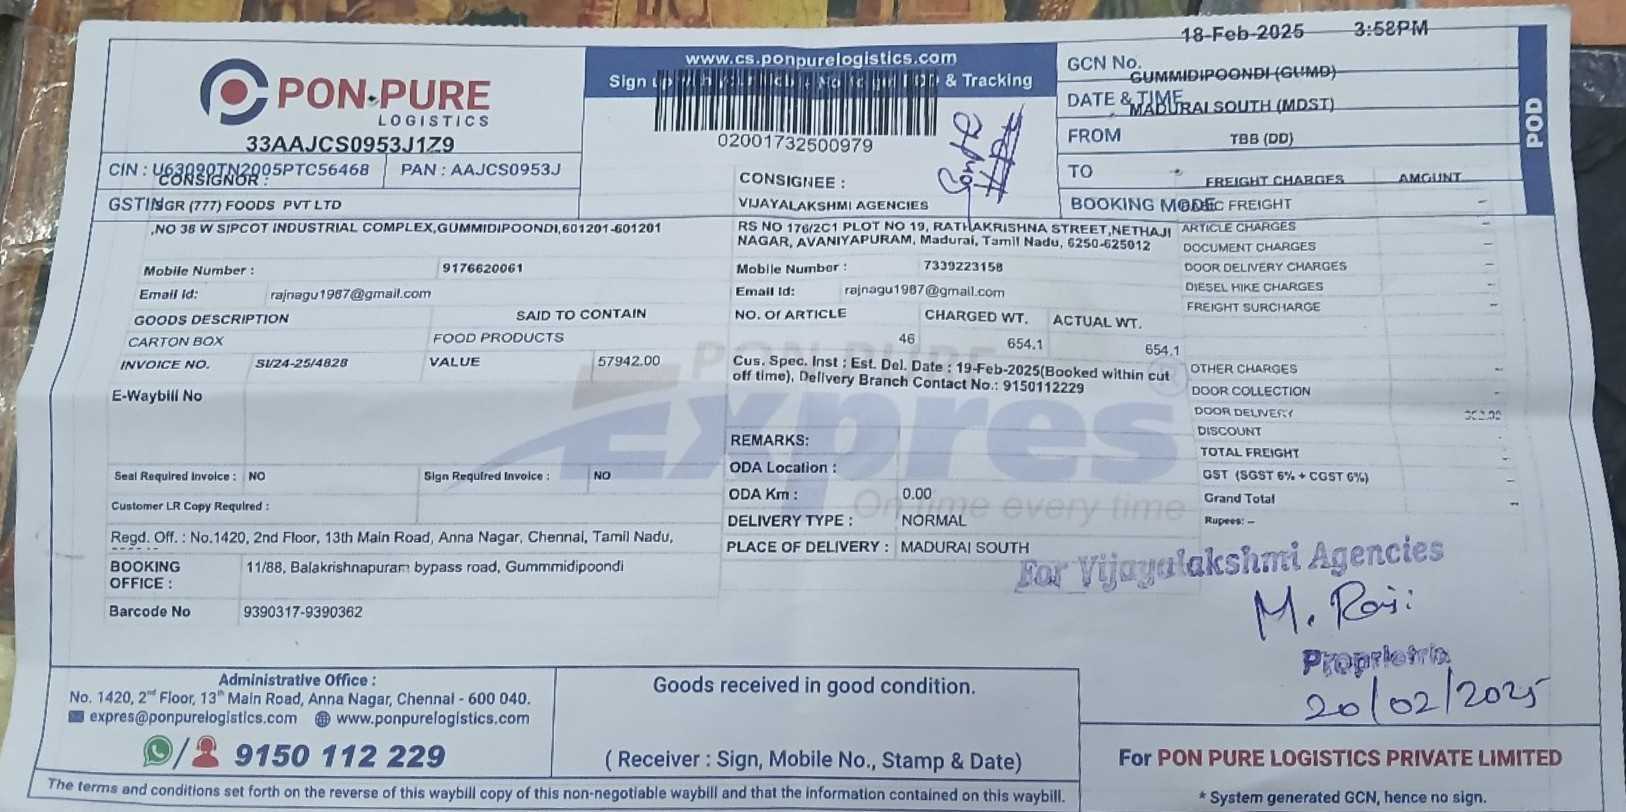 18-Feb-2025 3:58PM
PON PURE
LOGISTICS
33AAJCS0953J1Z9
CIN : U63090TN2005PTC56468 PAN : AAJCS0953J
CONSIGNOR :
GSTIN
SGR (777) FOODS PVT LTD
,NO 38 W SIPCOT INDUSTRIAL COMPLEX,GUMMIDIPOONDI,601201-601201
Mobile Number : 9176620061
Email Id: rajnagu1987@gmail.com
GOODS DESCRIPTION SAID TO CONTAIN
CARTON BOX FOOD PRODUCTS
INVOICE NO. SI/24-25/4828 VALUE 57942.00
E-Waybill No
Seal Required Invoice : NO Sign Required Invoice : NO
Customer LR Copy Required :
Regd. Off. : No.1420, 2nd Floor, 13th Main Road, Anna Nagar, Chennai, Tamil Nadu,
BOOKING OFFICE : 11/88, Balakrishnapuram bypass road, Gummmidipoondi
Barcode No 9390317-9390362
www.cs.ponpurelogistics.com
Sign up & Tracking
02001732500979
CONSIGNEE :
VIJAYALAKSHMI AGENCIES
RS NO 176/2C1 PLOT NO 19, RATHAKRISHNA STREET,NETHAJI
NAGAR, AVANIYAPURAM, Madurai, Tamil Nadu, 6250-625012
Mobile Number : 7339223158
Email Id: rajnagu1987@gmail.com
NO. Of ARTICLE CHARGED WT. ACTUAL WT.
46 654.1 654.1
Cus. Spec. Inst : Est. Del. Date : 19-Feb-2025(Booked within cut
off time), Delivery Branch Contact No.: 9150112229
PON PURE
Expres
On time every time
REMARKS:
ODA Location :
ODA Km : 0.00
DELIVERY TYPE : NORMAL
PLACE OF DELIVERY : MADURAI SOUTH
GCN No.
GUMMIDIPOONDI (GUMD)
DATE & TIME
MADURAI SOUTH (MDST)
FROM TBB (DD)
TO
FREIGHT CHARGES AMOUNT
BOOKING MODE
BASIC FREIGHT –
ARTICLE CHARGES –
DOCUMENT CHARGES –
DOOR DELIVERY CHARGES –
DIESEL HIKE CHARGES –
FREIGHT SURCHARGE –
OTHER CHARGES –
DOOR COLLECTION -
DOOR DELIVERY
DISCOUNT -
TOTAL FREIGHT –
GST (SGST 6% + CGST 6%) –
Grand Total –
Rupees: –
POD
For Vijayalakshmi Agencies
M. Raji
Proprietrix
20/02/2025
Administrative Office :
No. 1420, 2nd Floor, 13th Main Road, Anna Nagar, Chennai - 600 040.
expres@ponpurelogistics.com www.ponpurelogistics.com
9150 112 229
Goods received in good condition.
( Receiver : Sign, Mobile No., Stamp & Date)
For PON PURE LOGISTICS PRIVATE LIMITED
* System generated GCN, hence no sign.
The terms and conditions set forth on the reverse of this waybill copy of this non-negotiable waybill and that the information contained on this waybill.